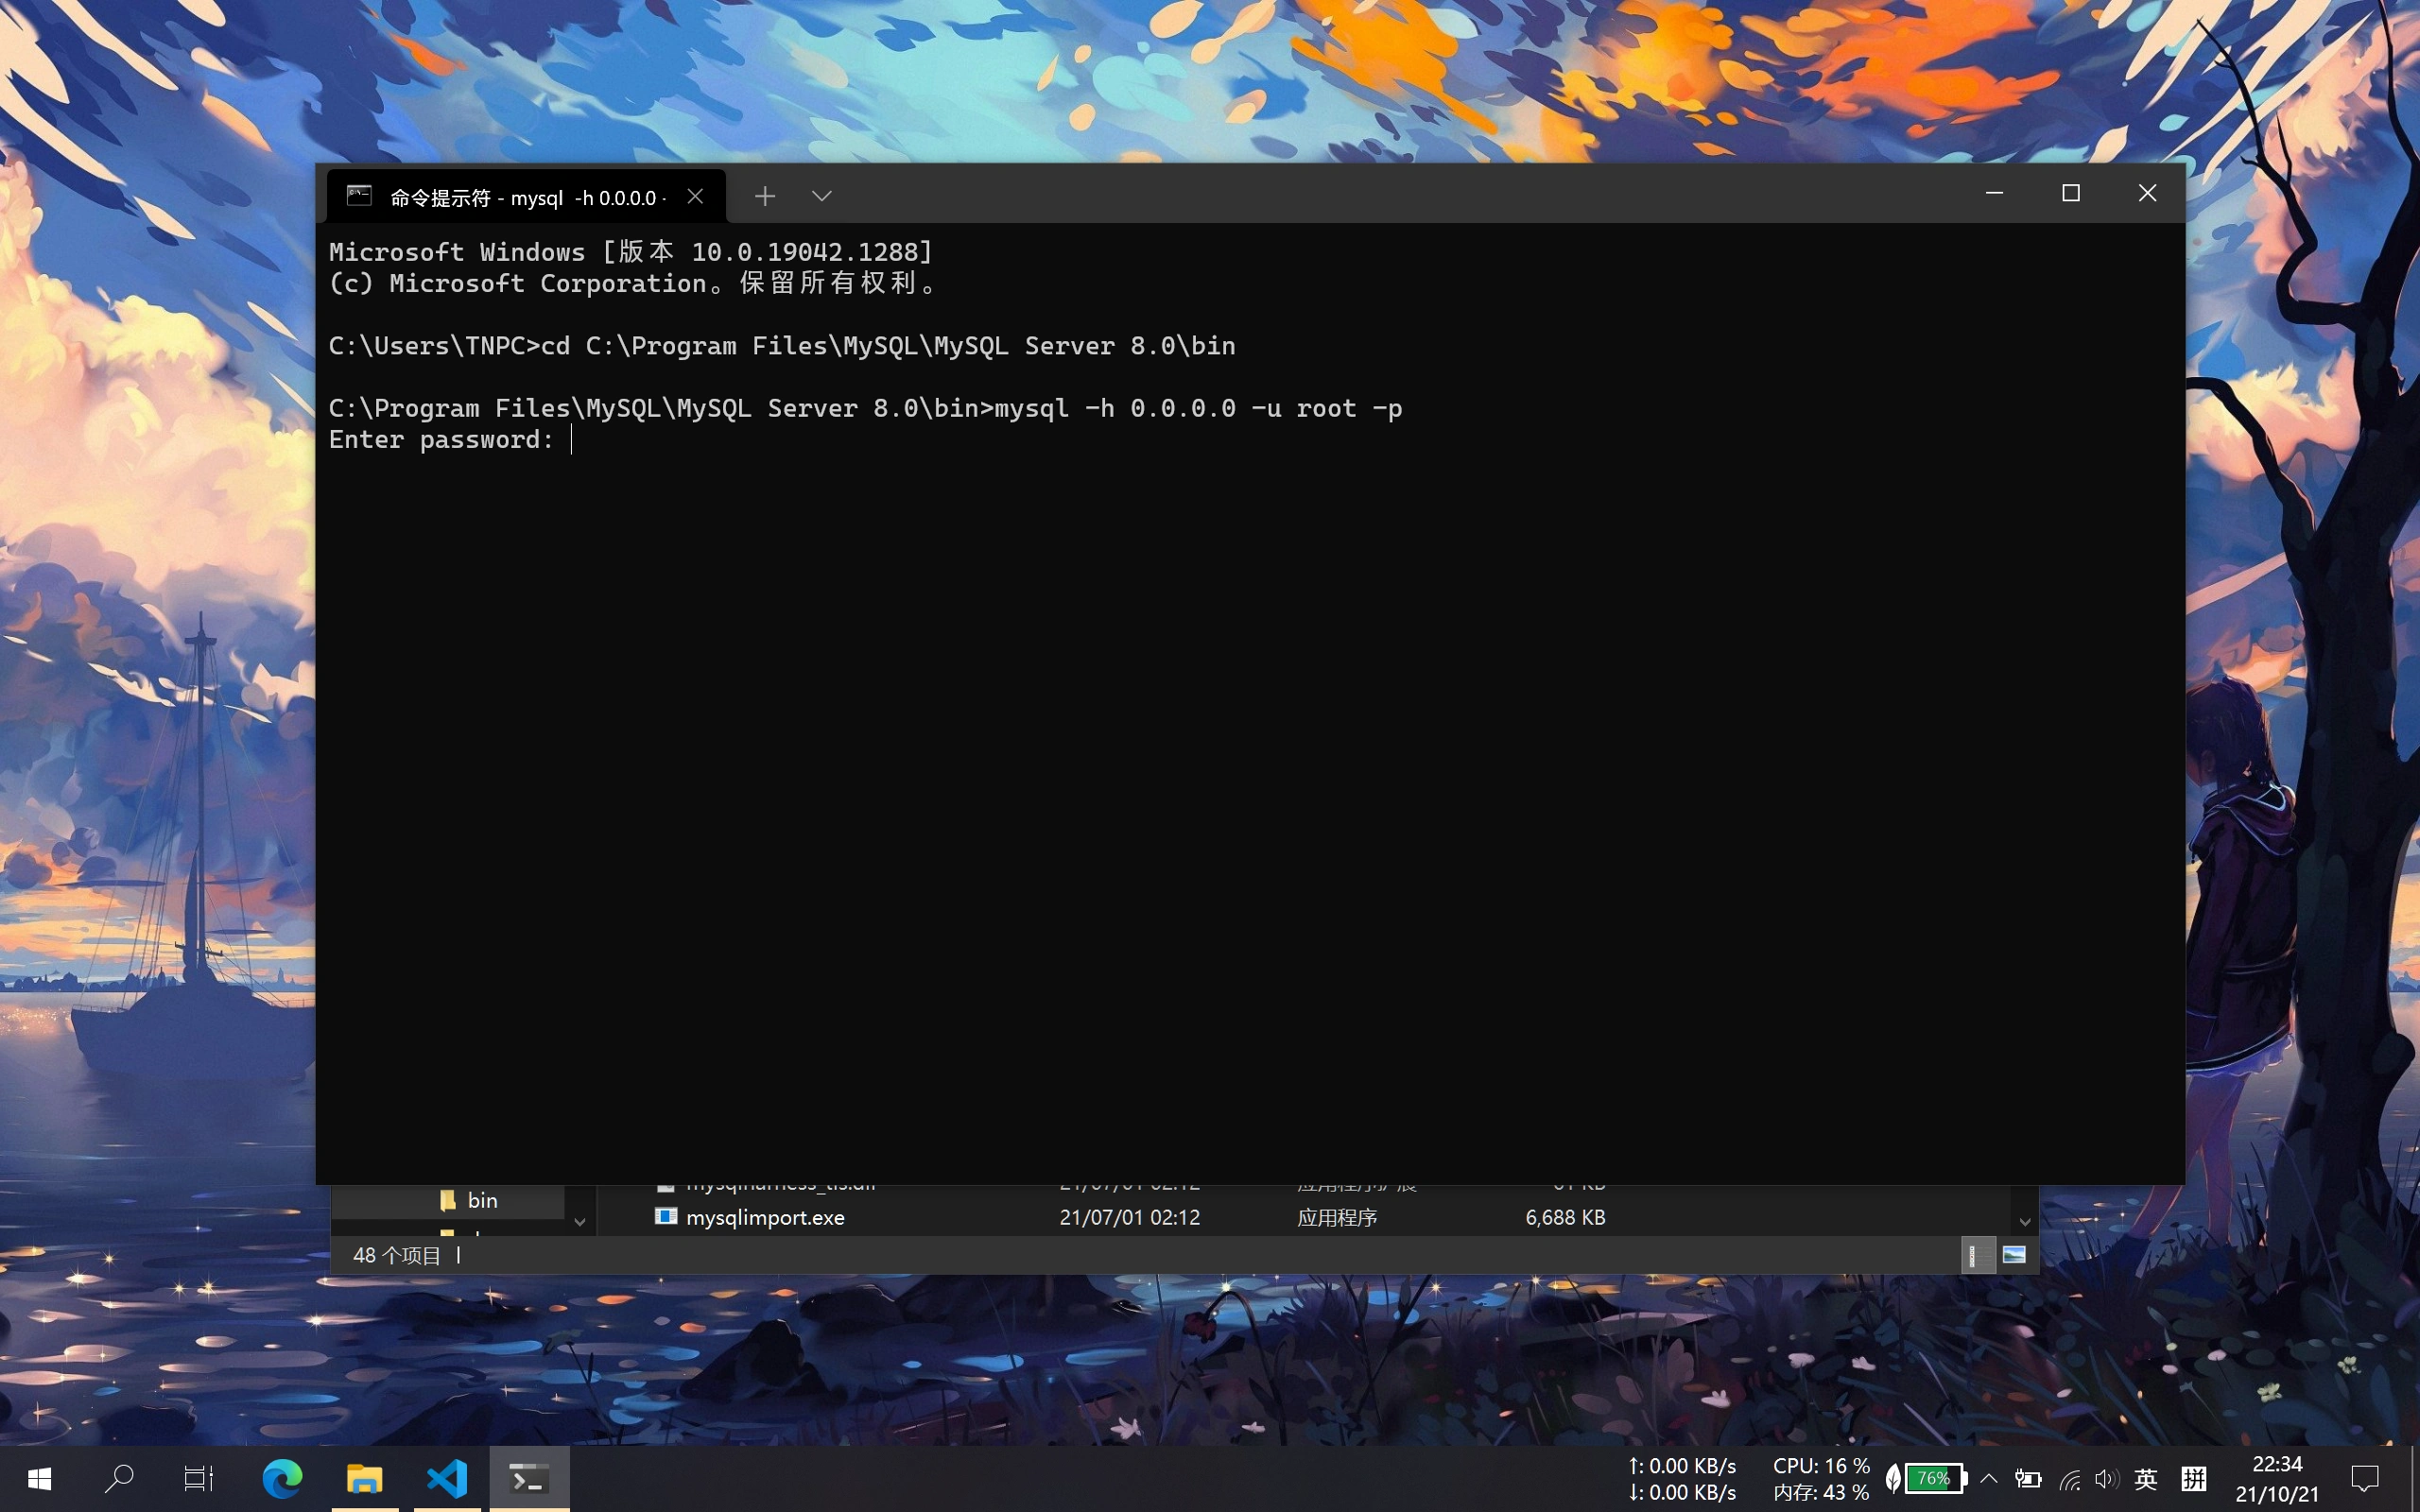 命令提示符 - mysql  -h 0.0.0.0 -
Microsoft Windows [版本 10.0.19042.1288]
(c) Microsoft Corporation。保留所有权利。
C:\Users\TNPC>cd C:\Program Files\MySQL\MySQL Server 8.0\bin
C:\Program Files\MySQL\MySQL Server 8.0\bin>mysql -h 0.0.0.0 -u root -p
Enter password:
bin
mysqlimport.exe 21/07/01 02:12 应用程序 6,688 KB
48 个项目
↑: 0.00 KB/s CPU: 16 %
↓: 0.00 KB/s 内存: 43 %
76%
英
拼
22:34
21/10/21